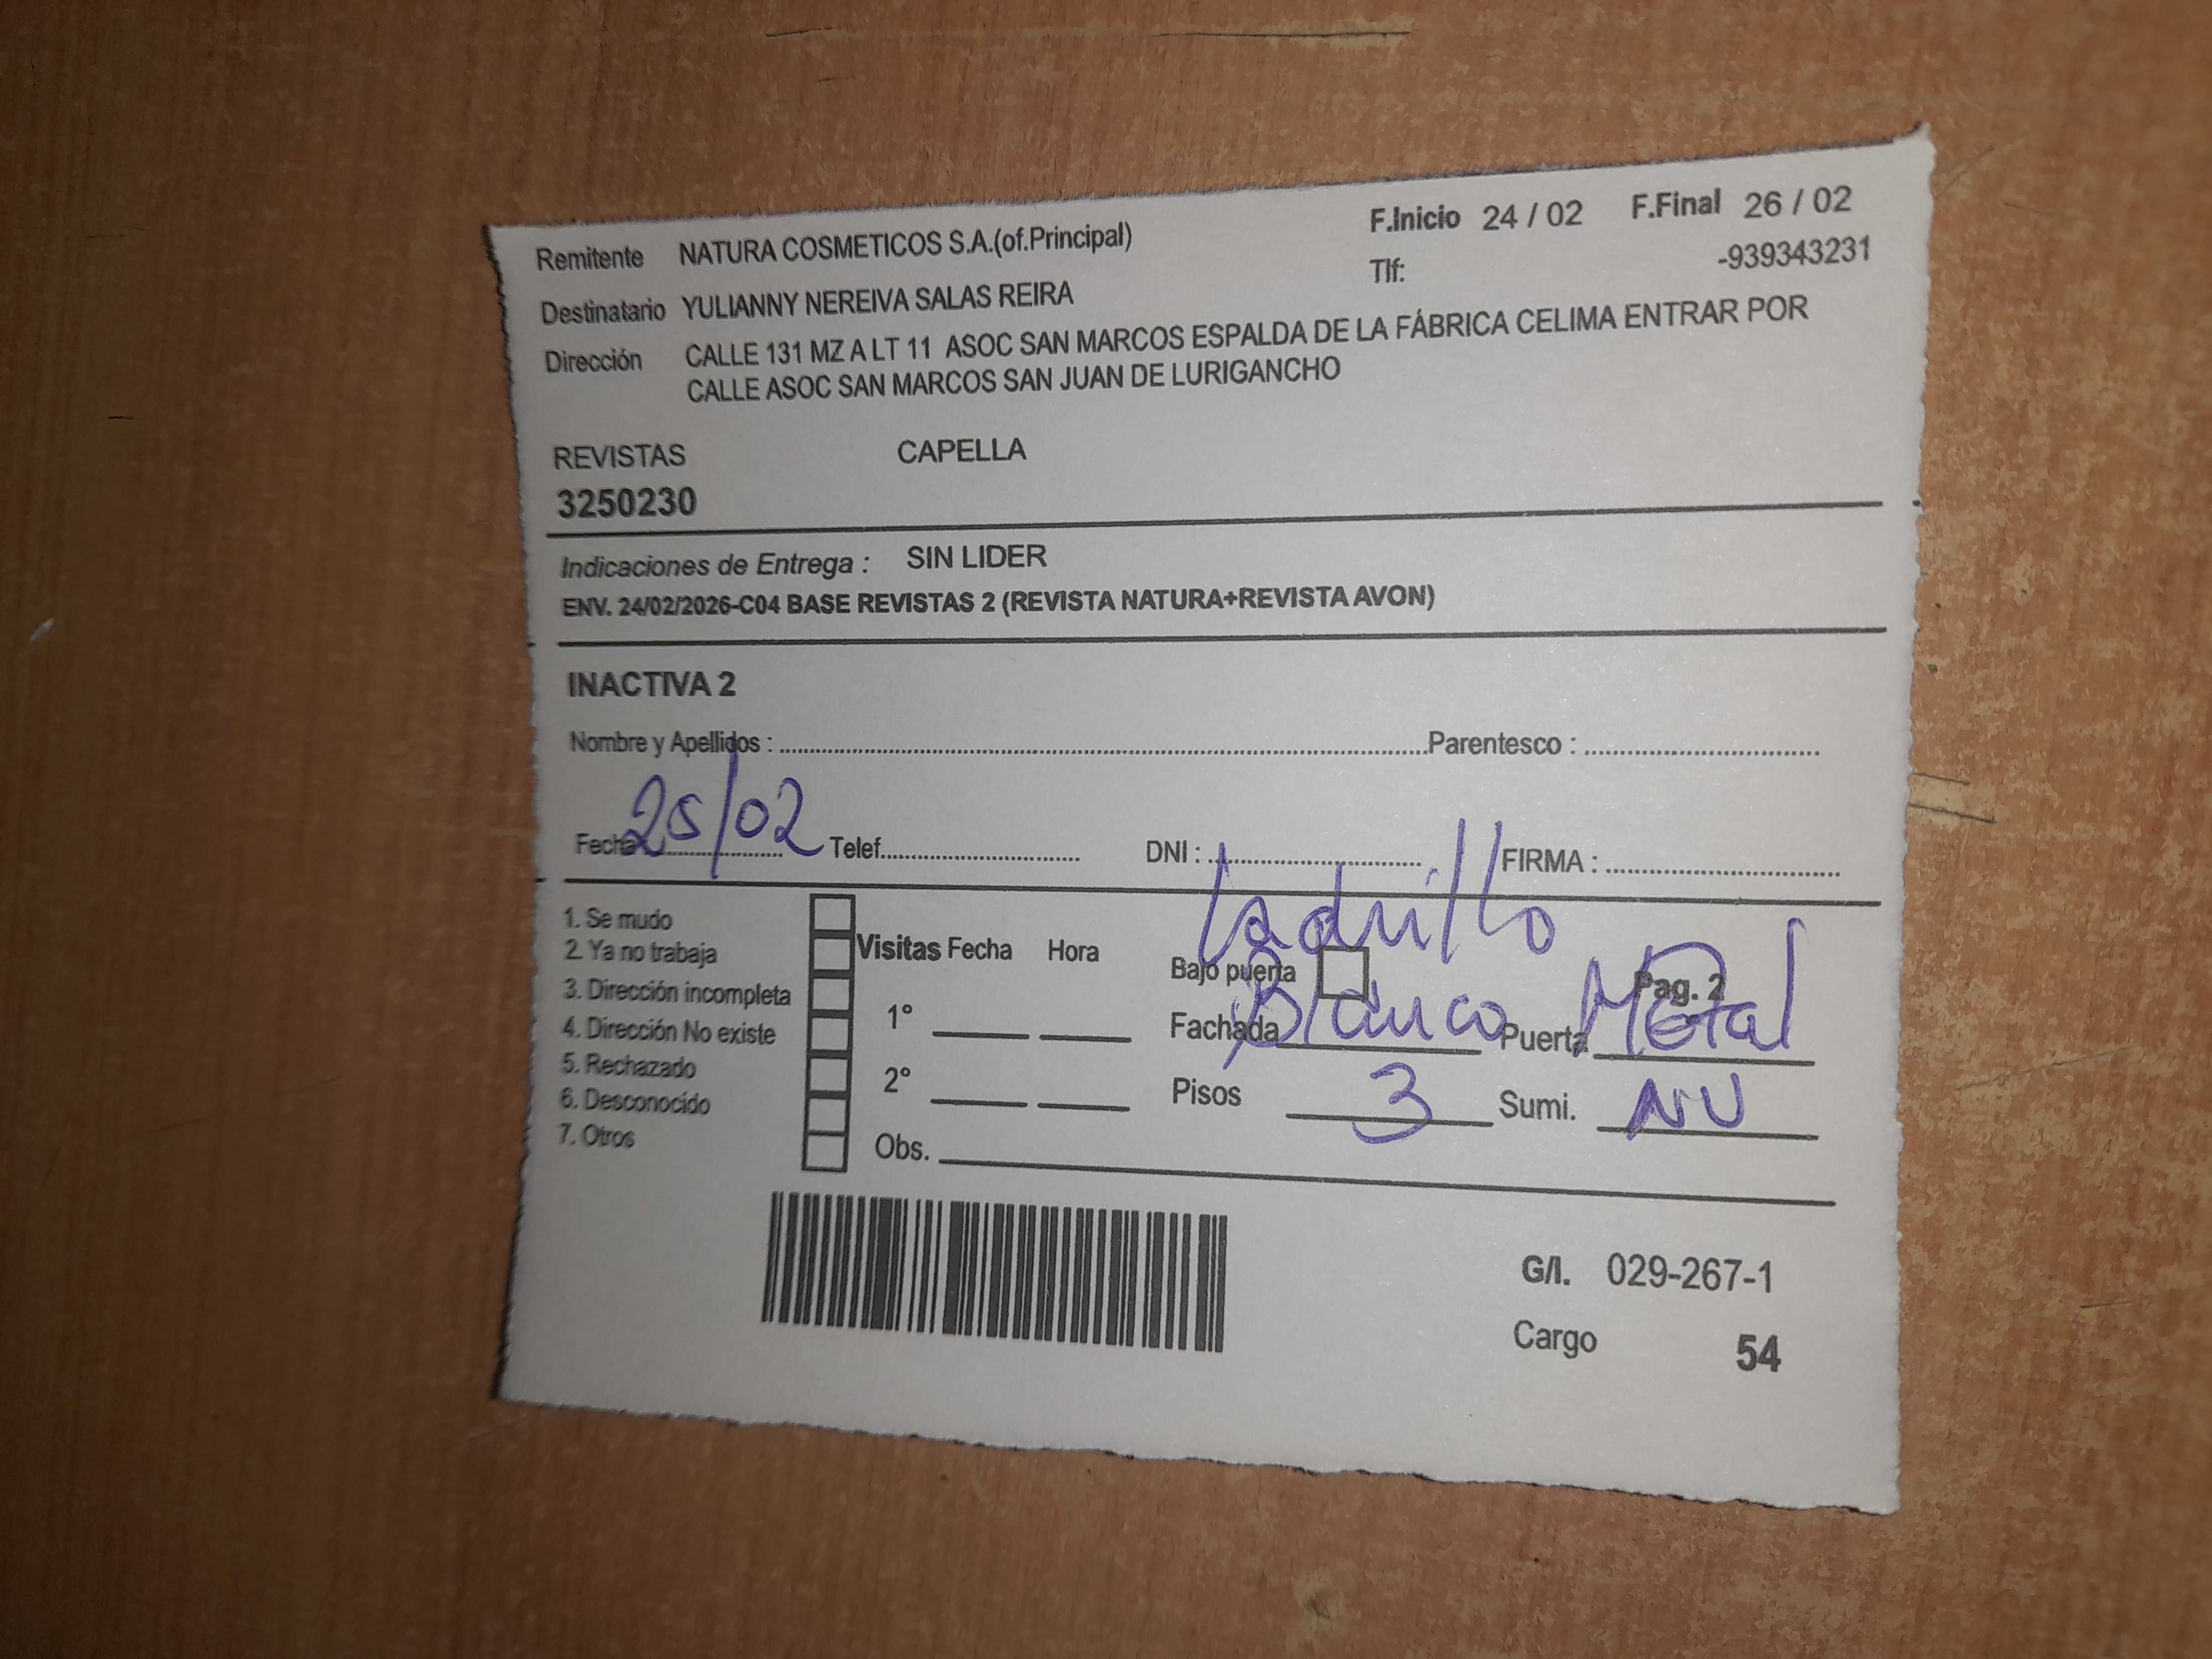 Remitente NATURA COSMETICOS S.A.(of.Principal) F.Inicio 24 / 02 F.Final 26 / 02
Tlf: -939343231
Destinatario YULIANNY NEREIVA SALAS REIRA
Dirección CALLE 131 MZ A LT 11 ASOC SAN MARCOS ESPALDA DE LA FÁBRICA CELIMA ENTRAR POR
CALLE ASOC SAN MARCOS SAN JUAN DE LURIGANCHO
REVISTAS CAPELLA
3250230
Indicaciones de Entrega : SIN LIDER
ENV. 24/02/2026-C04 BASE REVISTAS 2 (REVISTA NATURA+REVISTA AVON)
INACTIVA 2
Nombre y Apellidos : Parentesco :
Fecha 25/02 Telef. DNI : FIRMA :
1. Se mudo
2. Ya no trabaja
3. Dirección incompleta
4. Dirección No existe
5. Rechazado
6. Desconocido
7. Otros
Visitas Fecha Hora
1°
2°
Obs.
ladrillo
Bajo puerta Pag. 2
Fachada Blanco Puerta Metal
Pisos 3 Sumi. NU
G/I. 029-267-1
Cargo 54